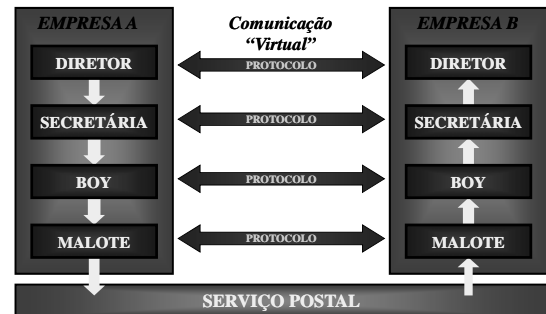 EMPRESA A
Comunicação
“Virtual”
EMPRESA B
DIRETOR
PROTOCOLO
DIRETOR
SECRETÁRIA
PROTOCOLO
SECRETÁRIA
BOY
PROTOCOLO
BOY
MALOTE
PROTOCOLO
MALOTE
SERVIÇO POSTAL